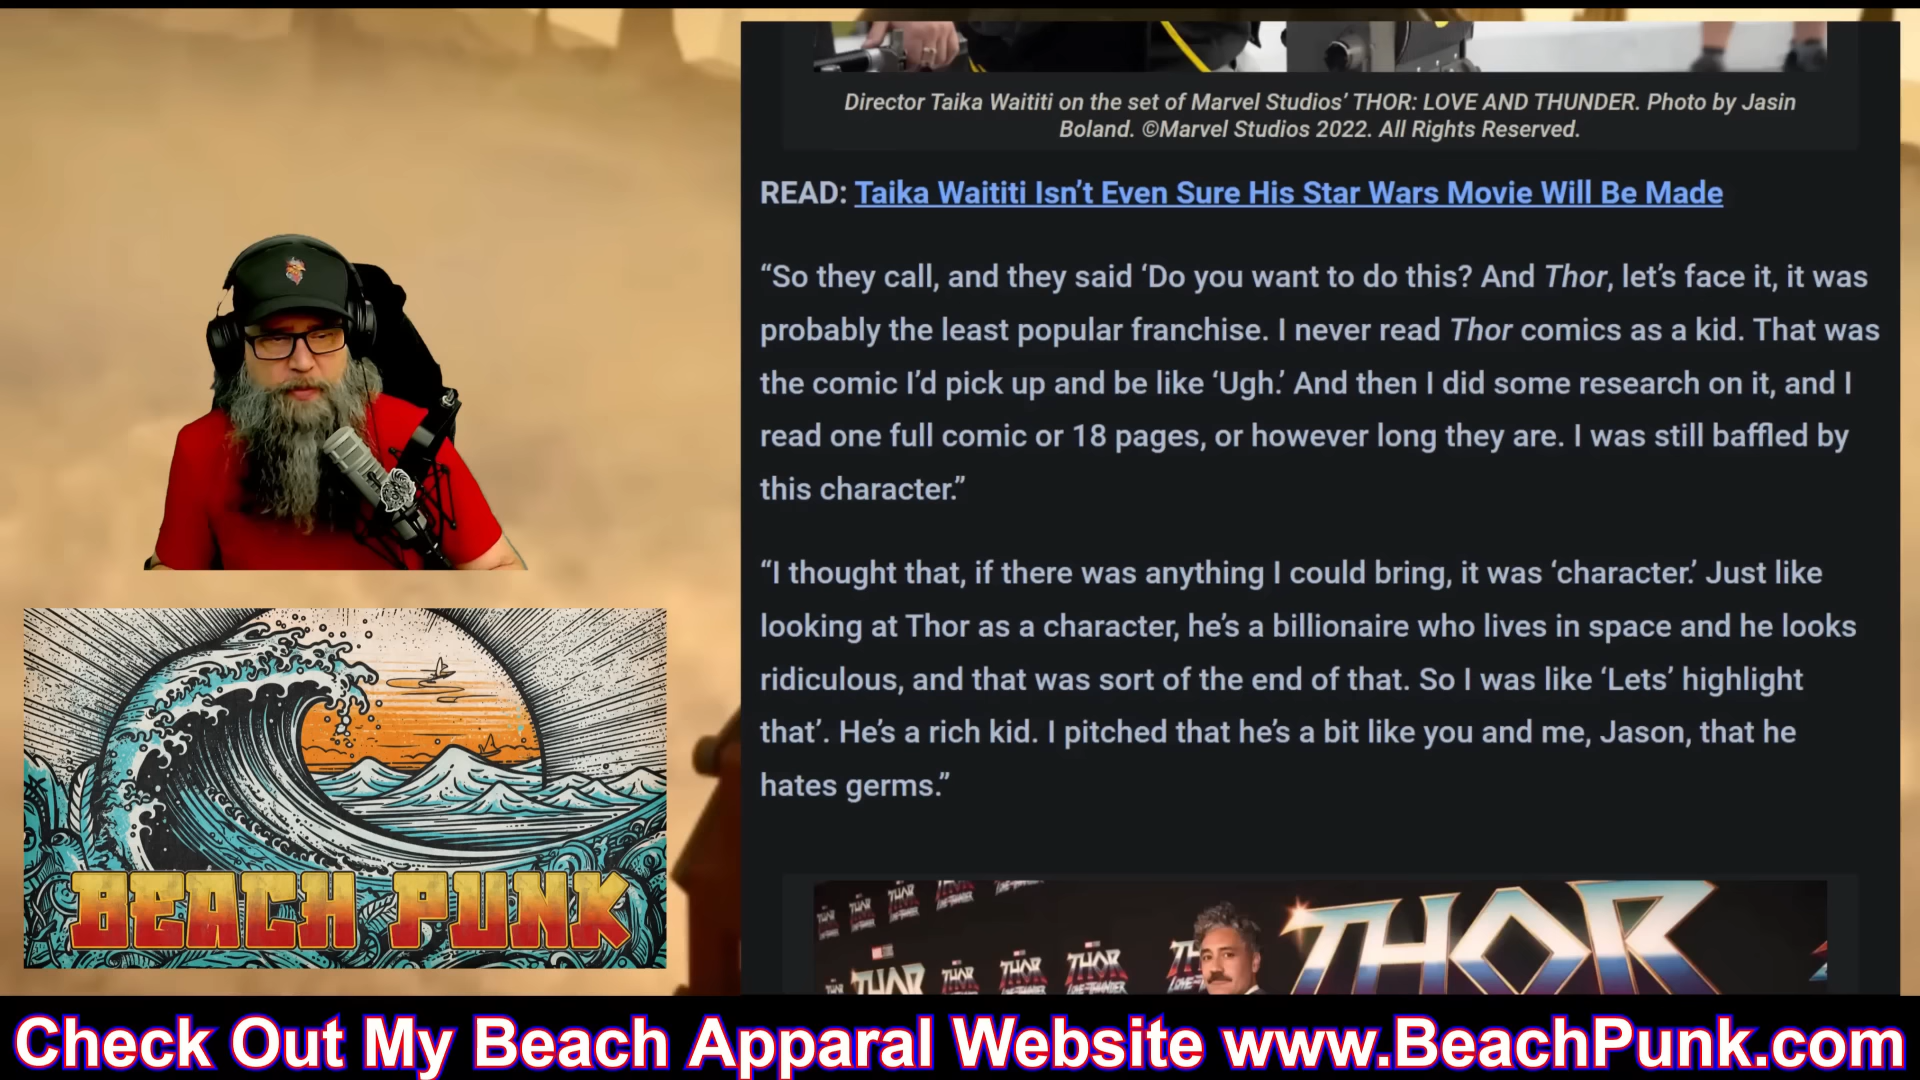 Director Taika Waititi on the set of Marvel Studios’ THOR: LOVE AND THUNDER. Photo by Jasin
Boland. ©Marvel Studios 2022. All Rights Reserved.
READ: Taika Waititi Isn’t Even Sure His Star Wars Movie Will Be Made
“So they call, and they said ‘Do you want to do this? And Thor, let’s face it, it was
probably the least popular franchise. I never read Thor comics as a kid. That was
the comic I’d pick up and be like ‘Ugh.’ And then I did some research on it, and I
read one full comic or 18 pages, or however long they are. I was still baffled by
this character.”
“I thought that, if there was anything I could bring, it was ‘character.’ Just like
looking at Thor as a character, he’s a billionaire who lives in space and he looks
ridiculous, and that was sort of the end of that. So I was like ‘Lets’ highlight
that’. He’s a rich kid. I pitched that he’s a bit like you and me, Jason, that he
hates germs.”
THOR
THOR
THOR
THOR
THOR
THOR
BEACH PUNK
Check Out My Beach Apparal Website www.BeachPunk.com